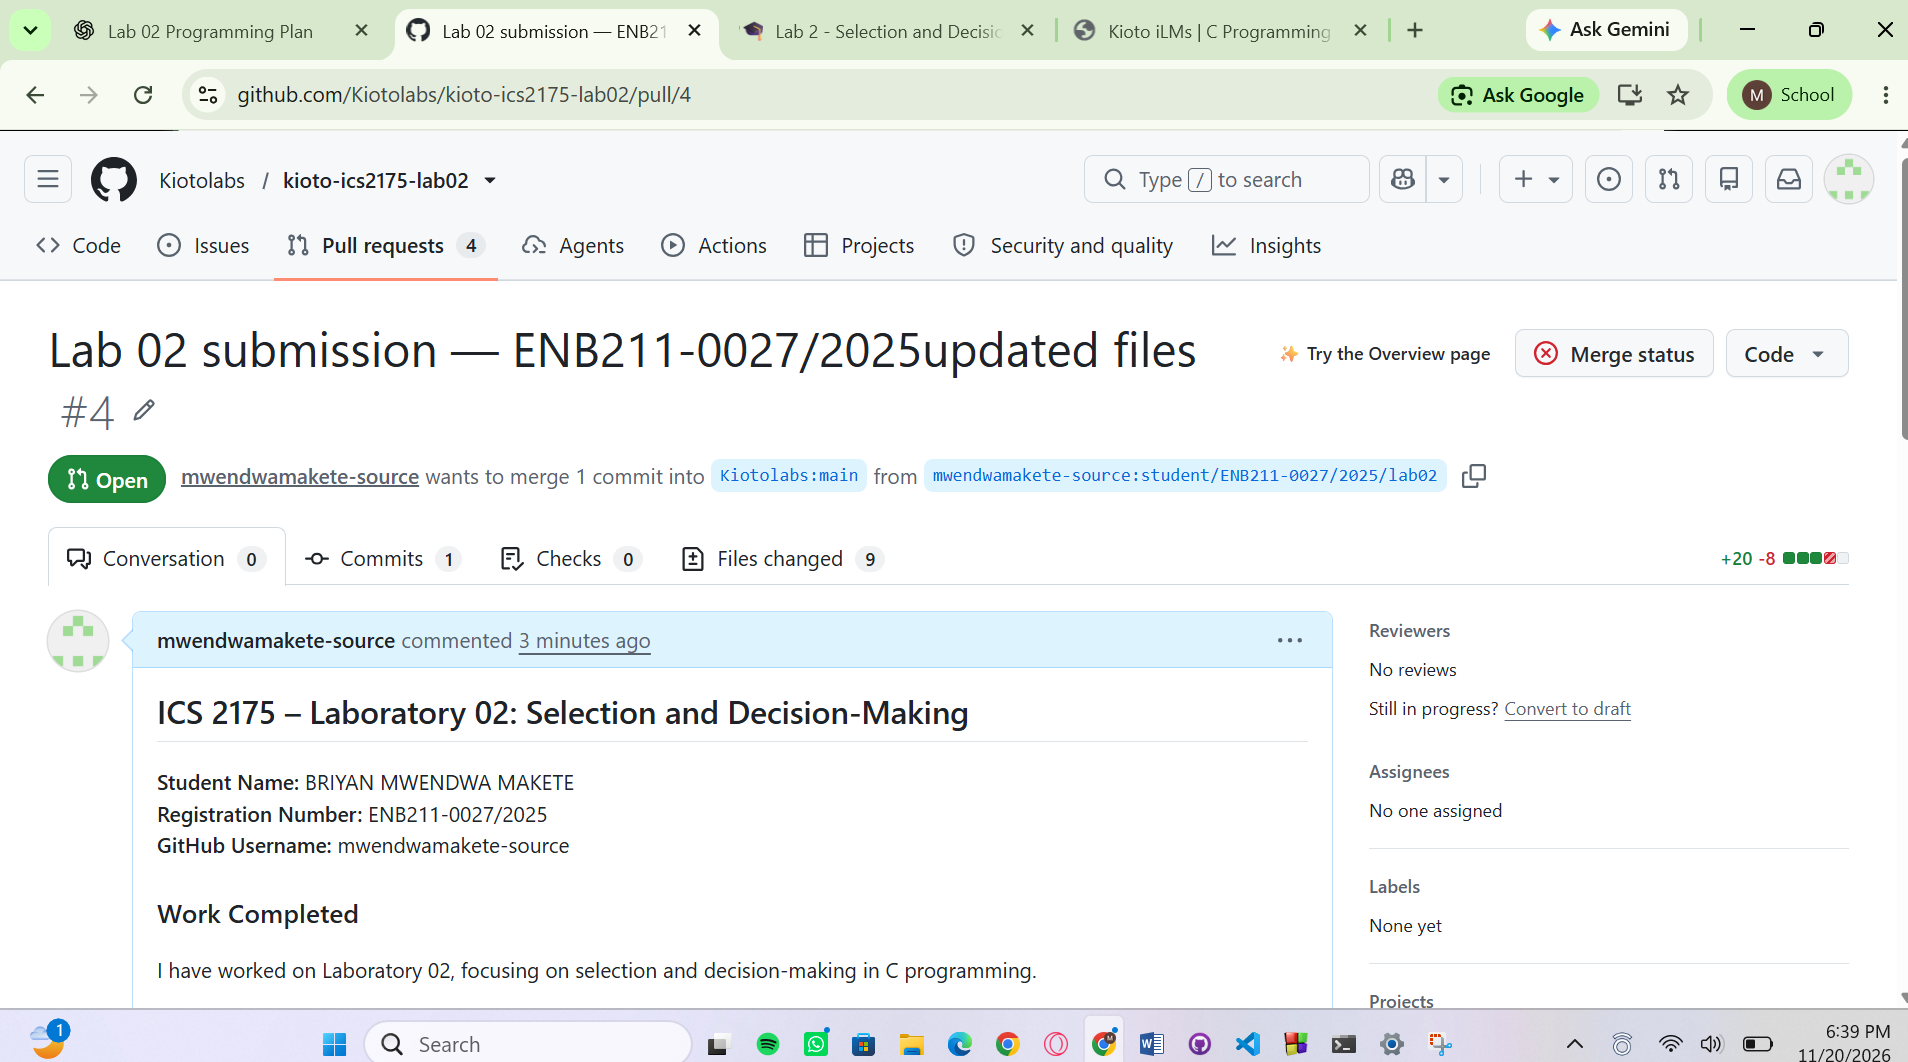 Lab 02 Programming Plan
Lab 02 submission — ENB21
Lab 2 - Selection and Decisio
Kioto iLMs | C Programming
Ask Gemini
github.com/Kiotolabs/kioto-ics2175-lab02/pull/4
Ask Google
M School
Kiotolabs / kioto-ics2175-lab02
Type / to search
Code
Issues
Pull requests 4
Agents
Actions
Projects
Security and quality
Insights
Lab 02 submission — ENB211-0027/2025updated files
#4
Try the Overview page
Merge status
Code
Open
mwendwamakete-source wants to merge 1 commit into Kiotolabs:main from mwendwamakete-source:student/ENB211-0027/2025/lab02
Conversation 0
Commits 1
Checks 0
Files changed 9
+20 -8
mwendwamakete-source commented 3 minutes ago
ICS 2175 – Laboratory 02: Selection and Decision-Making
Student Name: BRIYAN MWENDWA MAKETE
Registration Number: ENB211-0027/2025
GitHub Username: mwendwamakete-source
Work Completed
I have worked on Laboratory 02, focusing on selection and decision-making in C programming.
Reviewers
No reviews
Still in progress? Convert to draft
Assignees
No one assigned
Labels
None yet
Projects
1
Search
6:39 PM
11/20/2026